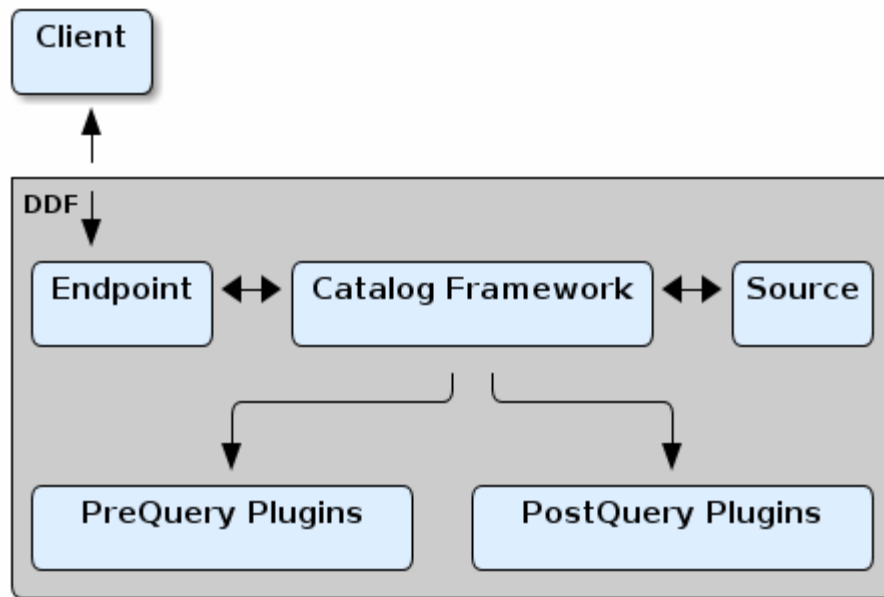 Client
DDF
Endpoint
Catalog Framework
Source
PreQuery Plugins
PostQuery Plugins